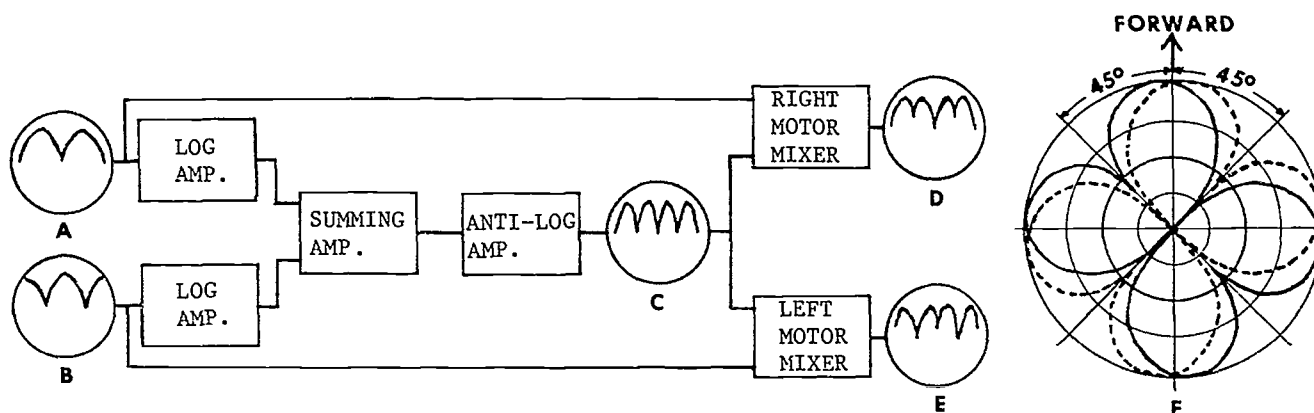 FORWARD
45° 45°
A
LOG
AMP.
B
LOG
AMP.
SUMMING
AMP.
ANTI-LOG
AMP.
C
RIGHT
MOTOR
MIXER
D
LEFT
MOTOR
MIXER
E
F